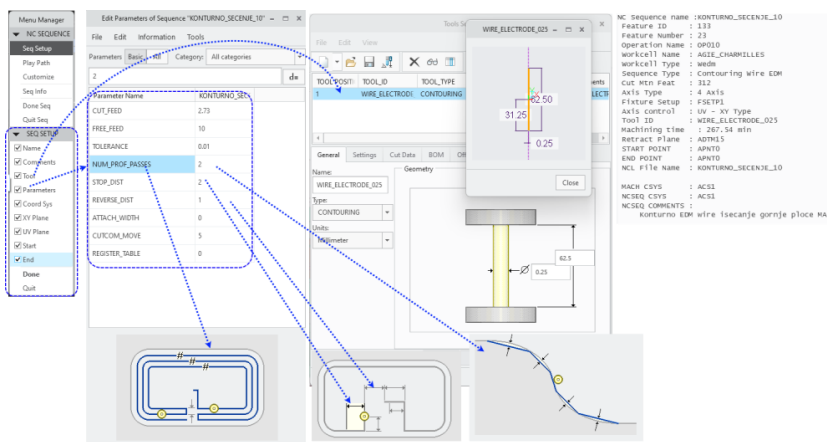 Menu Manager
NC SEQUENCE
Seq Setup
Play Path
Customize
Seq Info
Done Seq
Quit Seq
SEQ SETUP
Name
Comments
Tool
Parameters
Coord Sys
XY Plane
UV Plane
Start
End
Done
Quit
Edit Parameters of Sequence "KONTURNO_SECENJE_10"
File Edit Information Tools
Parameters Basic All Category: All categories
2
Parameter Name KONTURNO_SEC
CUT_FEED 2.73
FREE_FEED 10
TOLERANCE 0.01
NUM_PROF_PASSES 2
STOP_DIST 2
REVERSE_DIST 1
ATTACH_WIDTH 0
CUTCOM_MOVE 5
REGISTER_TABLE 0
Tools Se
File Edit View
TOOL_ID TOOL_TYPE
1 WIRE_ELECTRODE CONTOURING
General Settings Cut Data BOM
Name:
WIRE_ELECTRODE_025
Type:
CONTOURING
Units:
Millimeter
Geometry
62.5
0.25
WIRE_ELECTRODE_025
62.50
31.25
0.25
Close
NC Sequence name :KONTURNO_SECENJE_10
Feature ID : 133
Feature Number : 23
Operation Name : OP010
Workcell Name : AGIE_CHARMILLES
Workcell Type : Wedm
Sequence Type : Contouring Wire EDM
Cut Mtn Feat : 312
Axis Type : 4 Axis
Fixture Setup : FSETP1
Axis control : UV - XY Type
Tool ID : WIRE_ELECTRODE_025
Machining time : 267.54 min
Retract Plane : ADTM15
START POINT : APNT0
END POINT : APNT0
NCL File Name : KONTURNO_SECENJE_10
MACH CSYS : ACS1
NCSEQ CSYS : ACS1
NCSEQ COMMENTS :
Konturno EDM wire isecanje gornje ploce MA